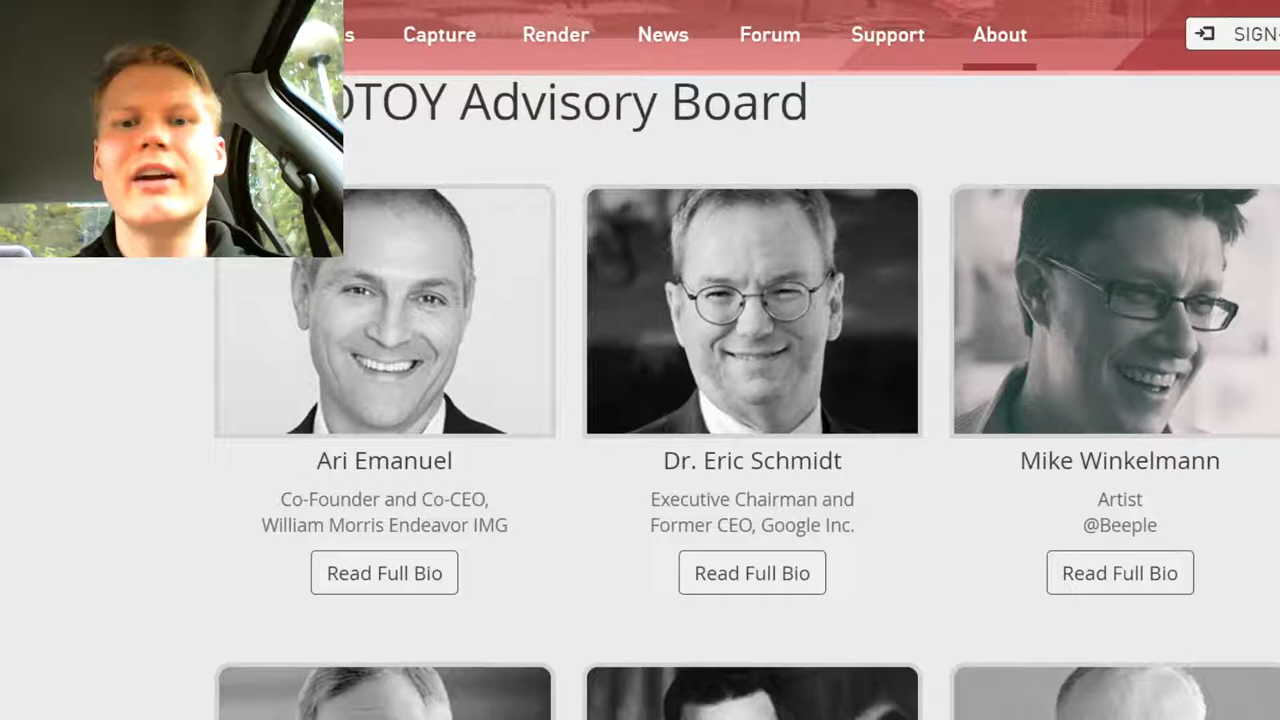 s Capture Render News Forum Support About SIGN-
OTOY Advisory Board
Ari Emanuel
Co-Founder and Co-CEO,
William Morris Endeavor IMG
Read Full Bio
Dr. Eric Schmidt
Executive Chairman and
Former CEO, Google Inc.
Read Full Bio
Mike Winkelmann
Artist
@Beeple
Read Full Bio